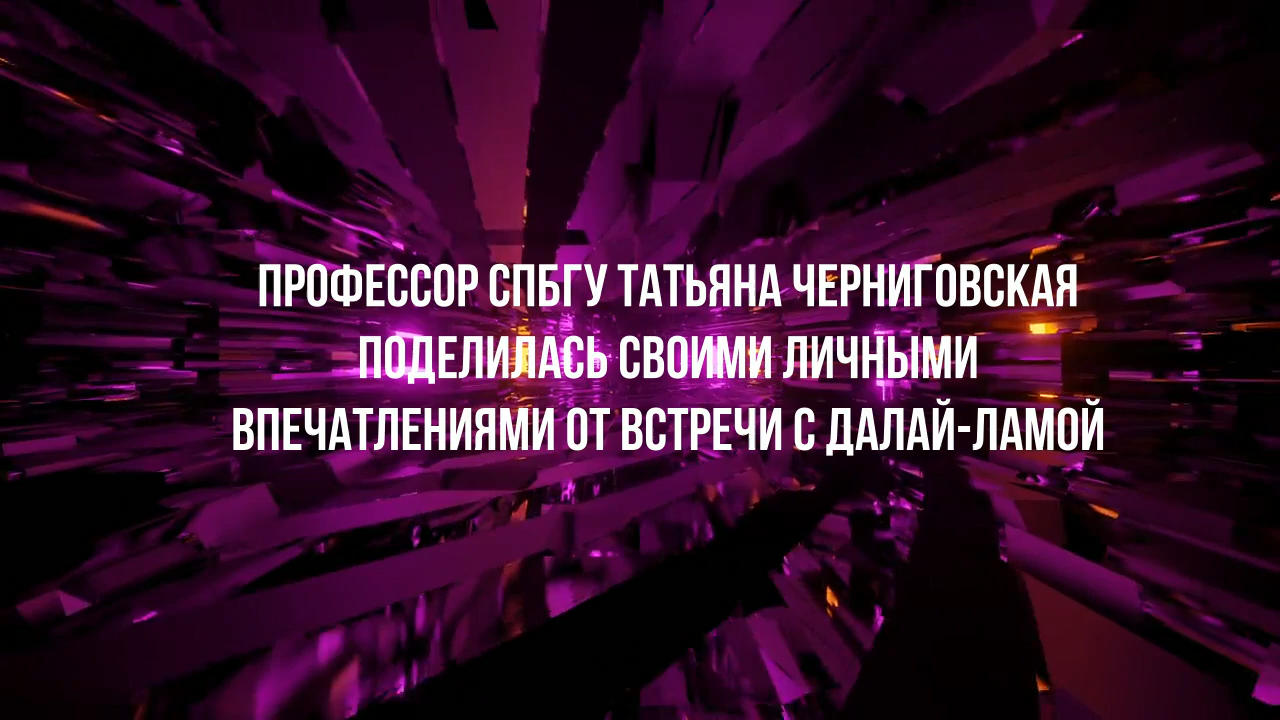 ПРОФЕССОР СПБГУ ТАТЬЯНА ЧЕРНИГОВСКАЯ
ПОДЕЛИЛАСЬ СВОИМИ ЛИЧНЫМИ
ВПЕЧАТЛЕНИЯМИ ОТ ВСТРЕЧИ С ДАЛАЙ-ЛАМОЙ